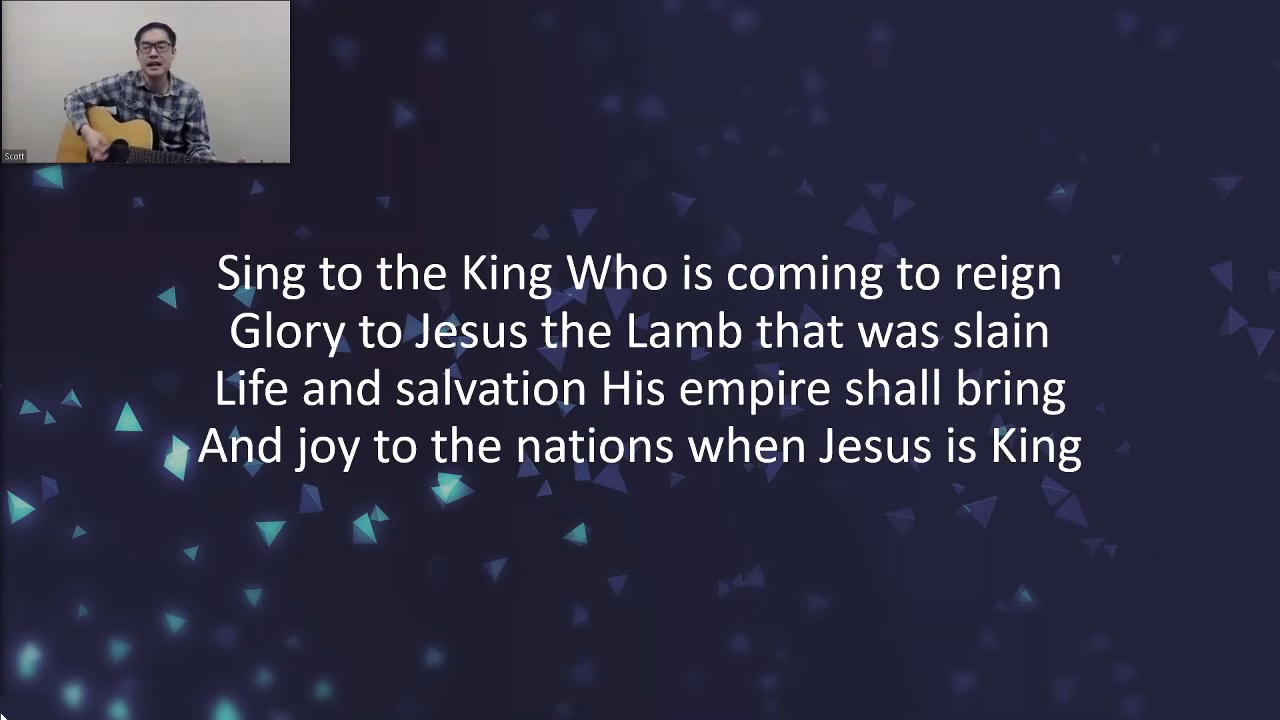 Scott
Sing to the King Who is coming to reign
Glory to Jesus the Lamb that was slain
Life and salvation His empire shall bring
And joy to the nations when Jesus is King